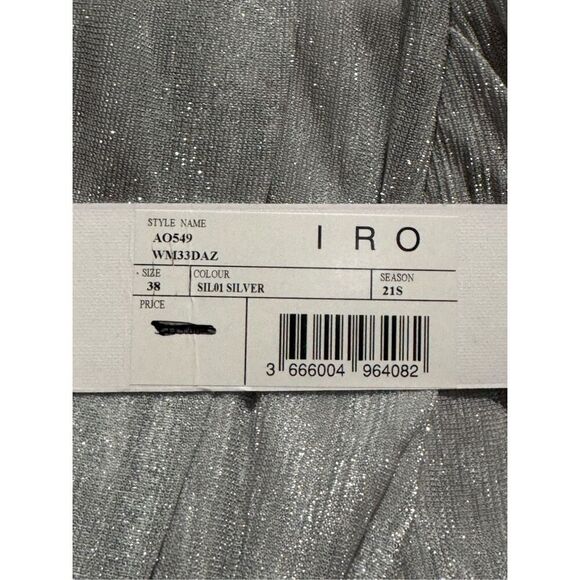 STYLE NAME
AO549
WM33DAZ
I R O
SIZE
38
COLOUR
SIL01 SILVER
SEASON
21S
PRICE
3 666004 964082